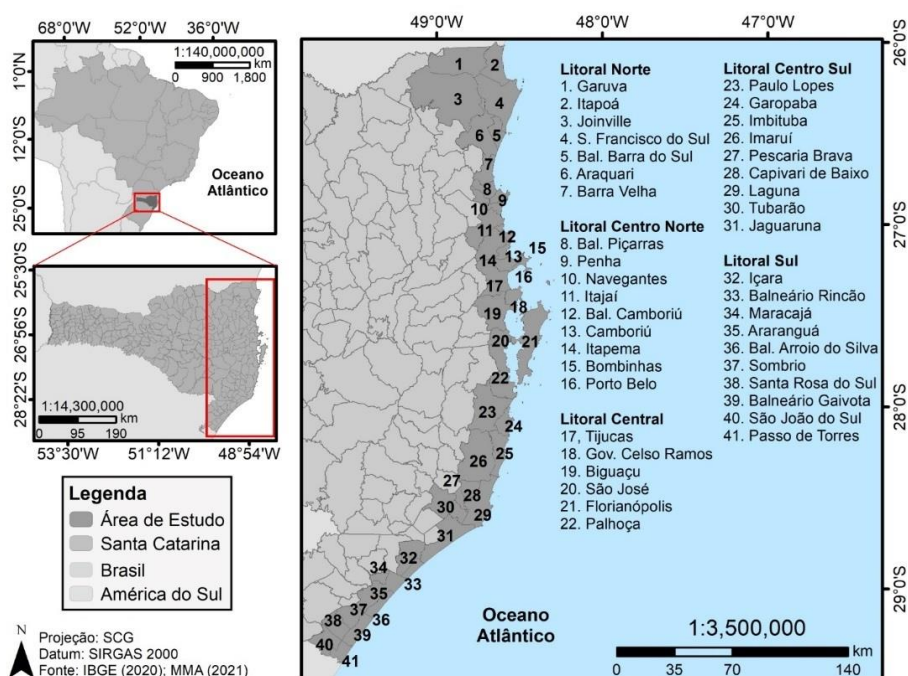 68°0'W 52°0'W 36°0'W
1:140,000,000
km
0 900 1,800
1°0'N
12°0'S
25°0'S
Oceano
Atlântico
25°30'S
26°56'S
28°22'S
1:14,300,000
km
0 95 190
53°30'W 51°12'W 48°54'W
Legenda
Área de Estudo
Santa Catarina
Brasil
América do Sul
N
Projeção: SCG
Datum: SIRGAS 2000
Fonte: IBGE (2020); MMA (2021)
49°0'W 48°0'W 47°0'W
26°0'S
27°0'S
28°0'S
29°0'S
1
2
3
4
6 5
7
8
9
10
11
12
13
15
14
16
17
18
19
20 21
22
23
24
25
26
27
28
30
29
31
32
34
33
35
37
36
38
39
40
41
Litoral Norte
1. Garuva
2. Itapoá
3. Joinville
4. S. Francisco do Sul
5. Bal. Barra do Sul
6. Araquari
7. Barra Velha
Litoral Centro Norte
8. Bal. Piçarras
9. Penha
10. Navegantes
11. Itajaí
12. Bal. Camboriú
13. Camboriú
14. Itapema
15. Bombinhas
16. Porto Belo
Litoral Central
17, Tijucas
18. Gov. Celso Ramos
19. Biguaçu
20. São José
21. Florianópolis
22. Palhoça
Litoral Centro Sul
23. Paulo Lopes
24. Garopaba
25. Imbituba
26. Imaruí
27. Pescaria Brava
28. Capivari de Baixo
29. Laguna
30. Tubarão
31. Jaguaruna
Litoral Sul
32. Içara
33. Balneário Rincão
34. Maracajá
35. Araranguá
36. Bal. Arroio do Silva
37. Sombrio
38. Santa Rosa do Sul
39. Balneário Gaivota
40. São João do Sul
41. Passo de Torres
Oceano
Atlântico
1:3,500,000
km
0 35 70 140